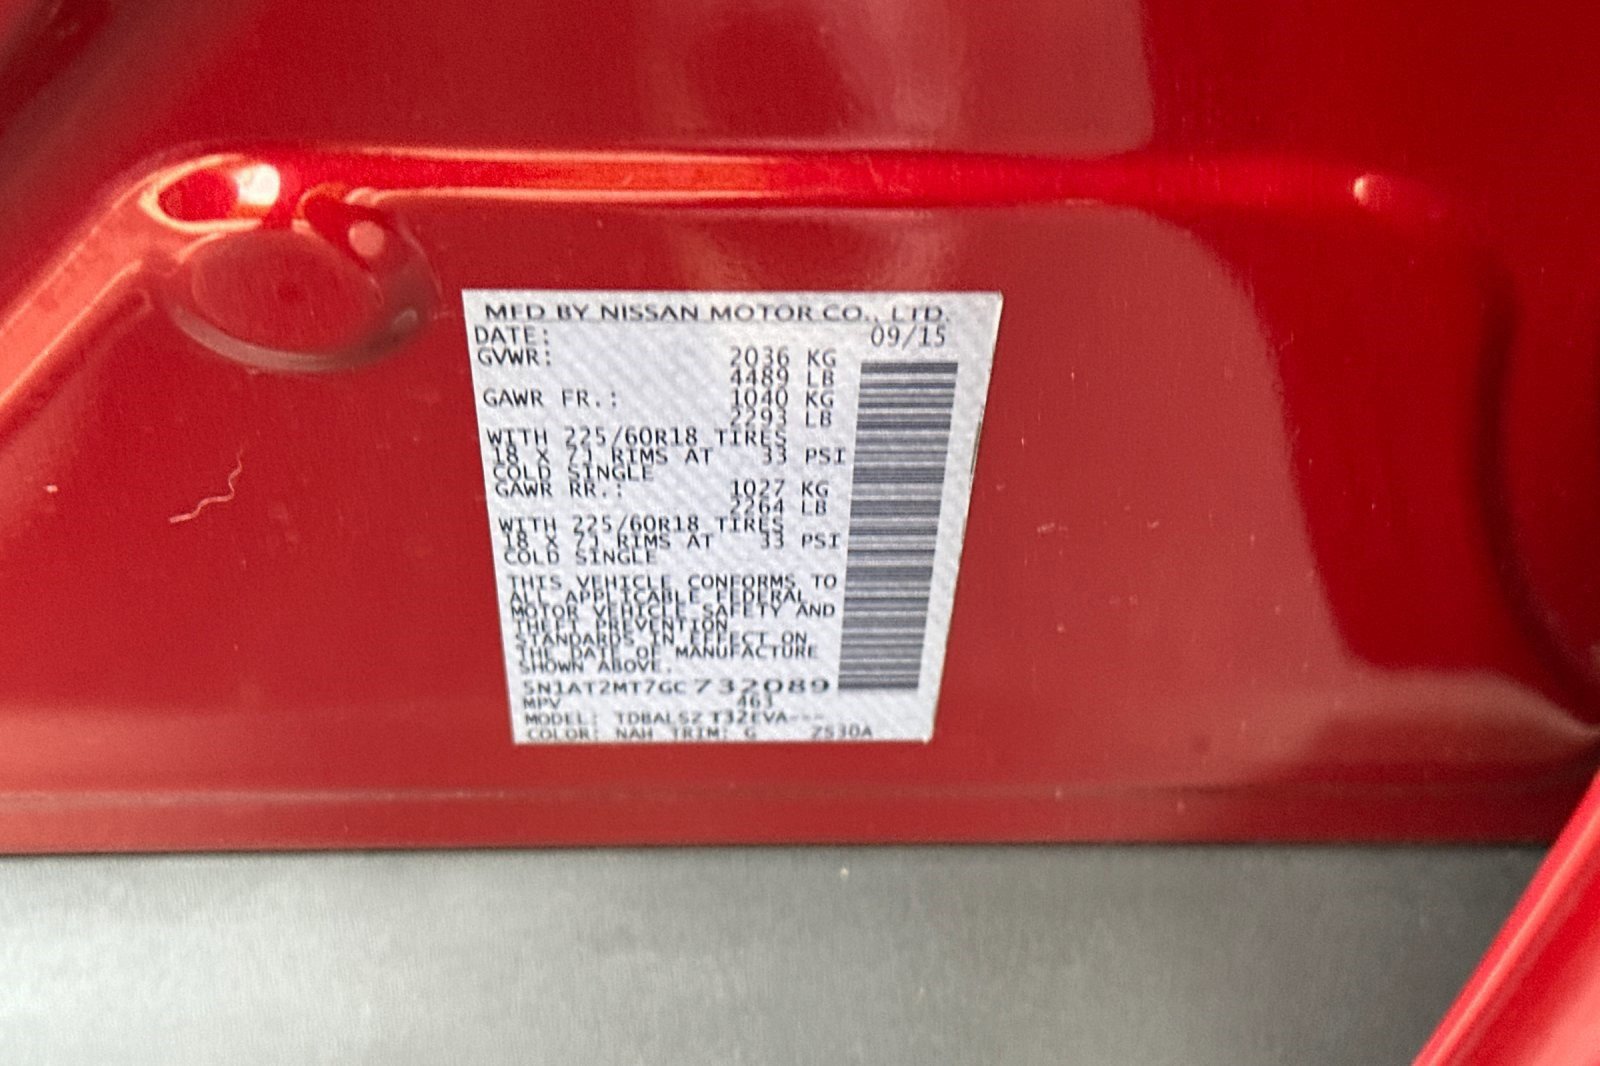 MFD BY NISSAN MOTOR CO., LTD.
DATE: 09/15
GVWR: 2036 KG
4489 LB
GAWR FR.: 1040 KG
2293 LB
WITH 225/60R18 TIRES
18 X 7J RIMS AT 33 PSI
COLD SINGLE
GAWR RR.: 1027 KG
2264 LB
WITH 225/60R18 TIRES
18 X 7J RIMS AT 33 PSI
COLD SINGLE
THIS VEHICLE CONFORMS TO
ALL APPLICABLE FEDERAL
MOTOR VEHICLE SAFETY AND
THEFT PREVENTION
STANDARDS IN EFFECT ON
THE DATE OF MANUFACTURE
SHOWN ABOVE.
5N1AT2MT7GC732089
MPV 463
MODEL: TDBALSZ T32EVA---
COLOR: NAH TRIM: G Z530A